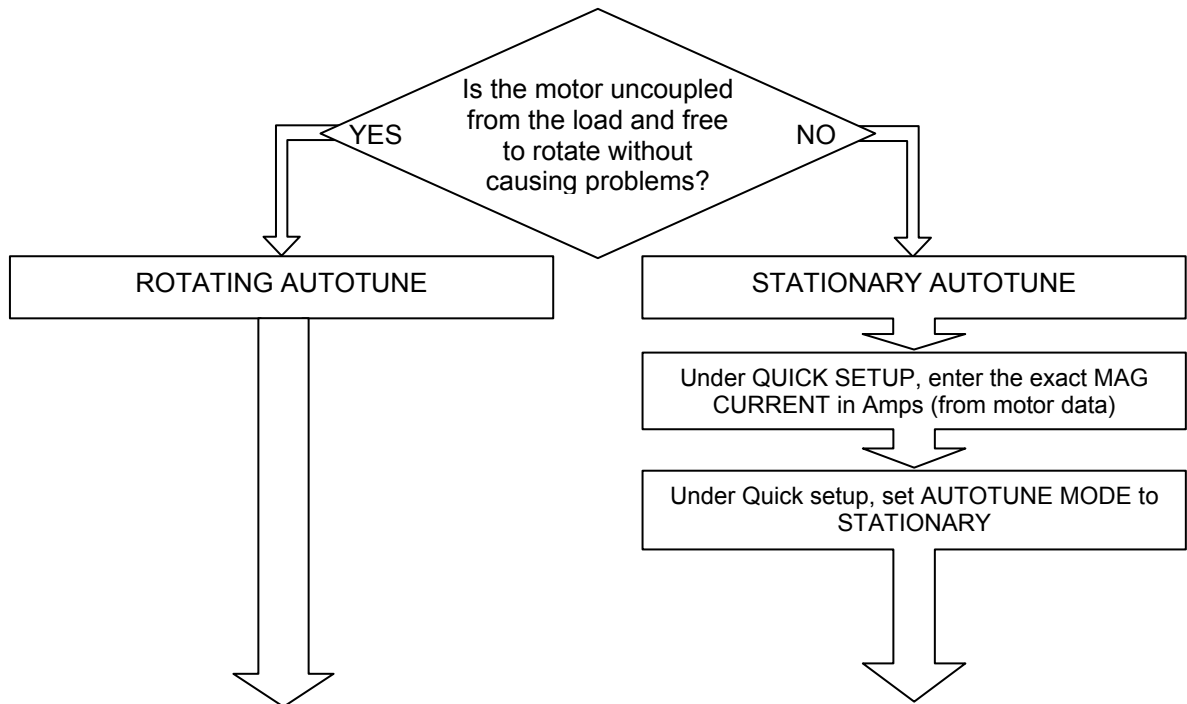 Is the motor uncoupled
from the load and free
to rotate without
causing problems?
YES
NO
ROTATING AUTOTUNE
STATIONARY AUTOTUNE
Under QUICK SETUP, enter the exact MAG
CURRENT in Amps (from motor data)
Under Quick setup, set AUTOTUNE MODE to
STATIONARY